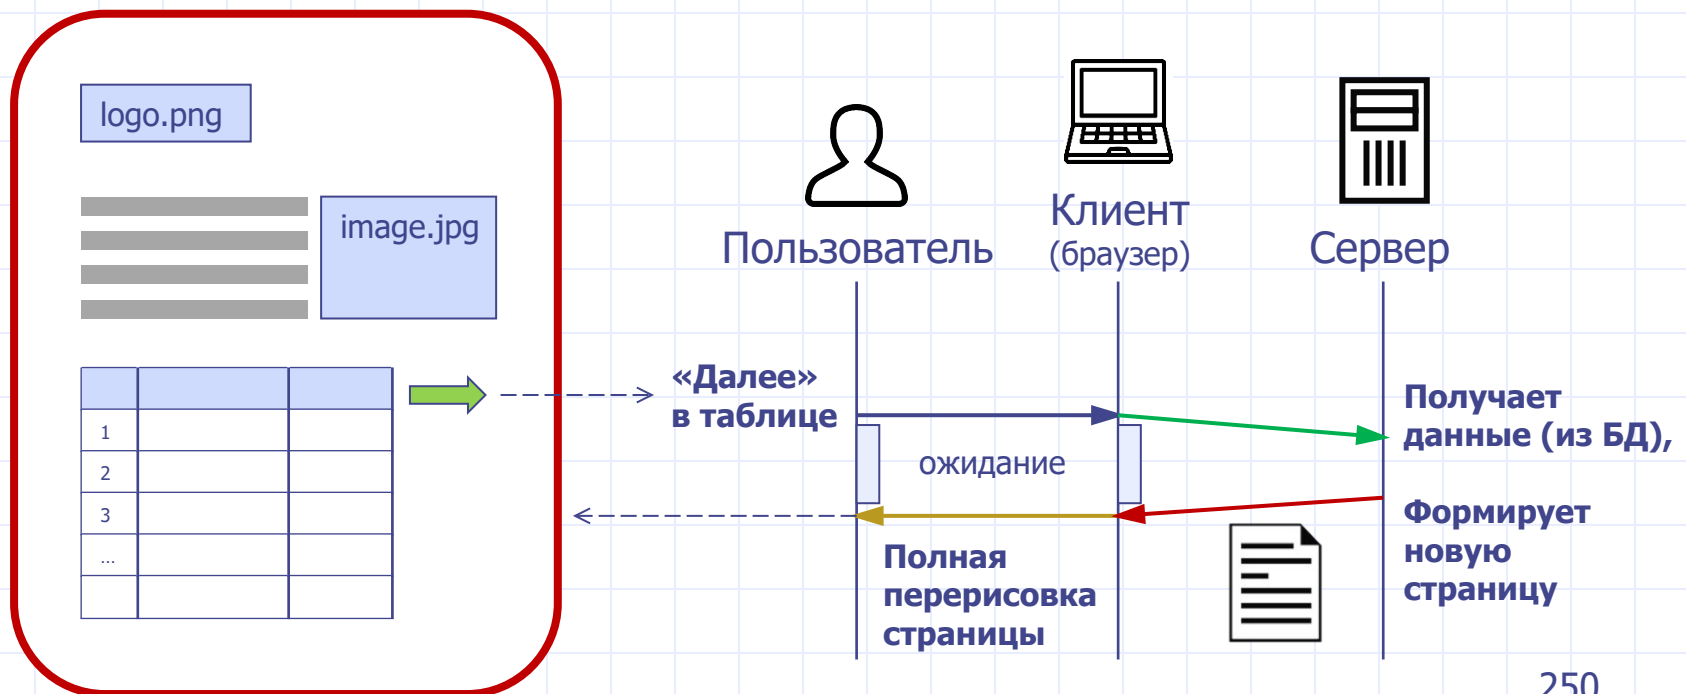 logo.png
image.jpg
1
2
3
...
Пользователь
Клиент
(браузер)
Сервер
«Далее»
в таблице
ожидание
Получает
данные (из БД),
Формирует
новую
страницу
Полная
перерисовка
страницы
250